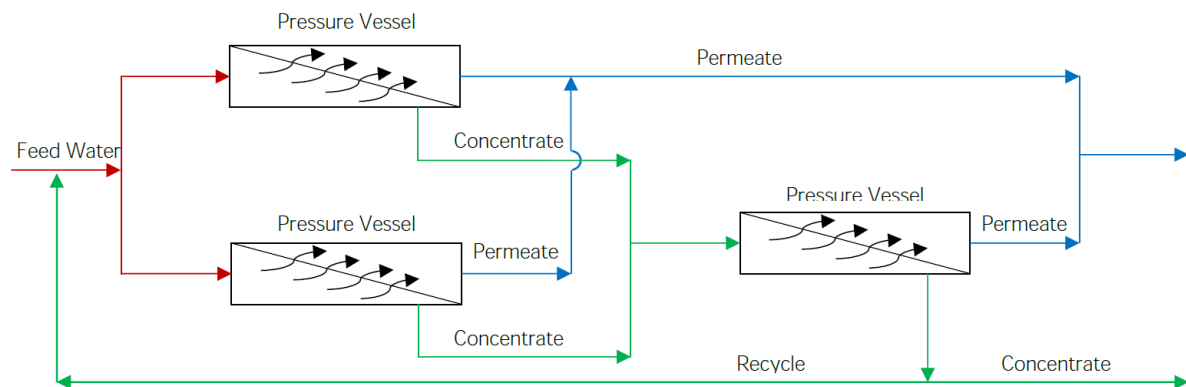 Pressure Vessel
Permeate
Concentrate
Feed Water
Pressure Vessel
Pressure Vessel
Permeate
Permeate
Concentrate
Recycle
Concentrate